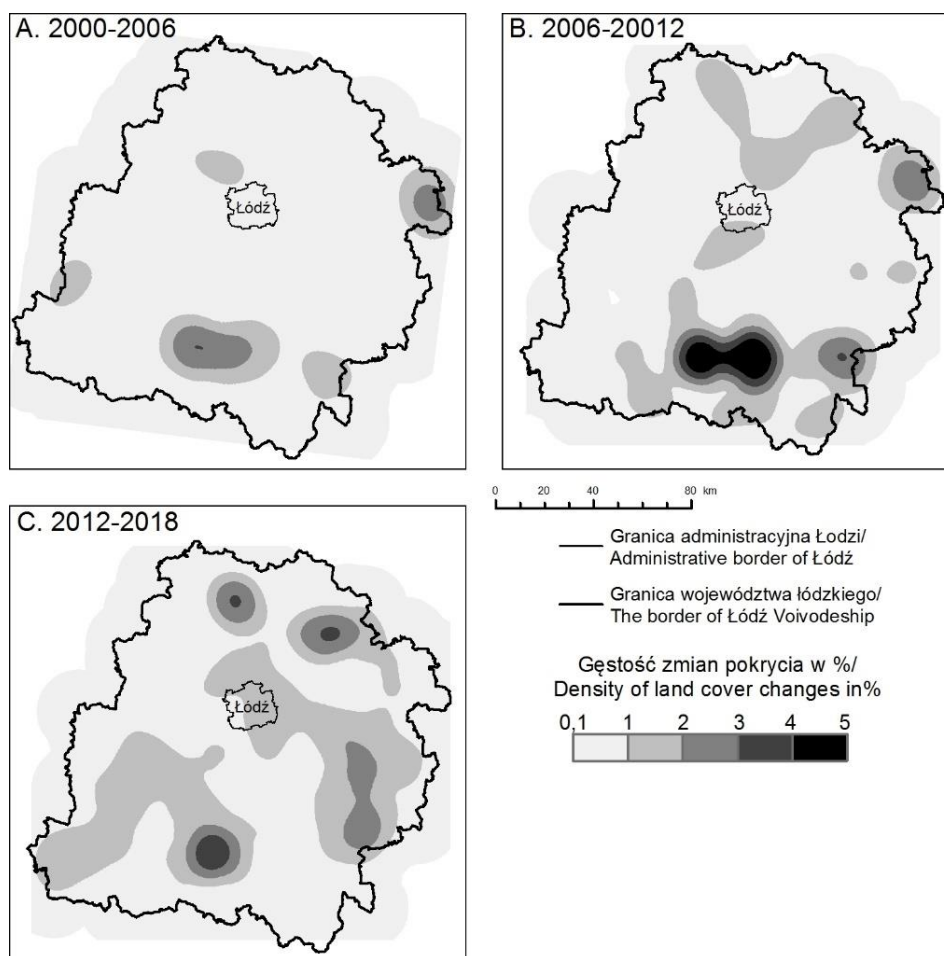 A. 2000-2006
Łódź
B. 2006-20012
Łódź
C. 2012-2018
Łódź
0 20 40 60 80 km
Granica administracyjna Łodzi/
Administrative border of Łódź
Granica województwa łódzkiego/
The border of Łódź Voivodeship
Gęstość zmian pokrycia w %/
Density of land cover changes in%
0,1 1 2 3 4 5